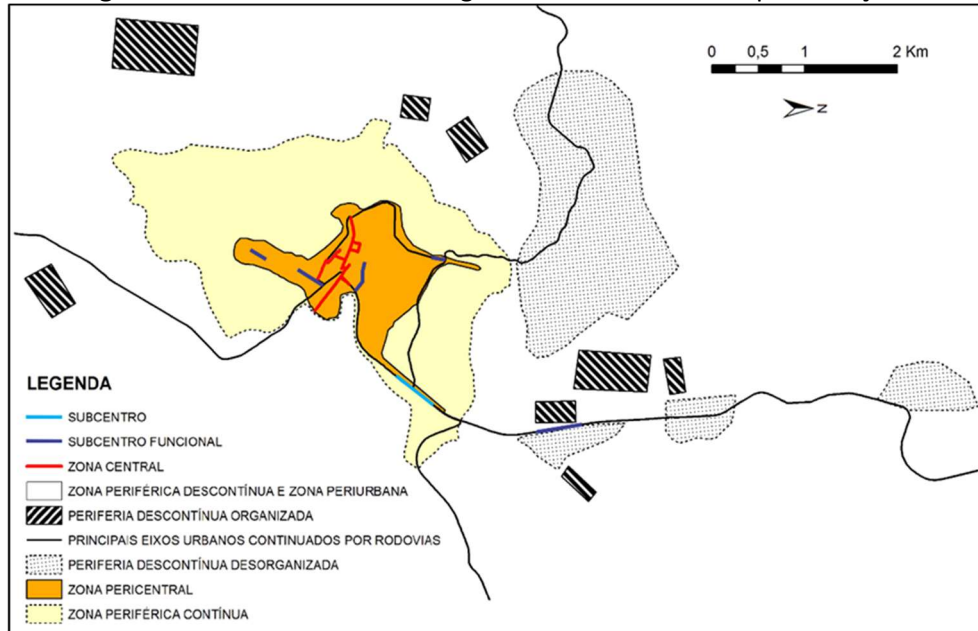 0 0,5 1 2 Km
N
LEGENDA
SUBCENTRO
SUBCENTRO FUNCIONAL
ZONA CENTRAL
ZONA PERIFÉRICA DESCONTÍNUA E ZONA PERIURBANA
PERIFERIA DESCONTÍNUA ORGANIZADA
PRINCIPAIS EIXOS URBANOS CONTINUADOS POR RODOVIAS
PERIFERIA DESCONTÍNUA DESORGANIZADA
ZONA PERICENTRAL
ZONA PERIFÉRICA CONTÍNUA